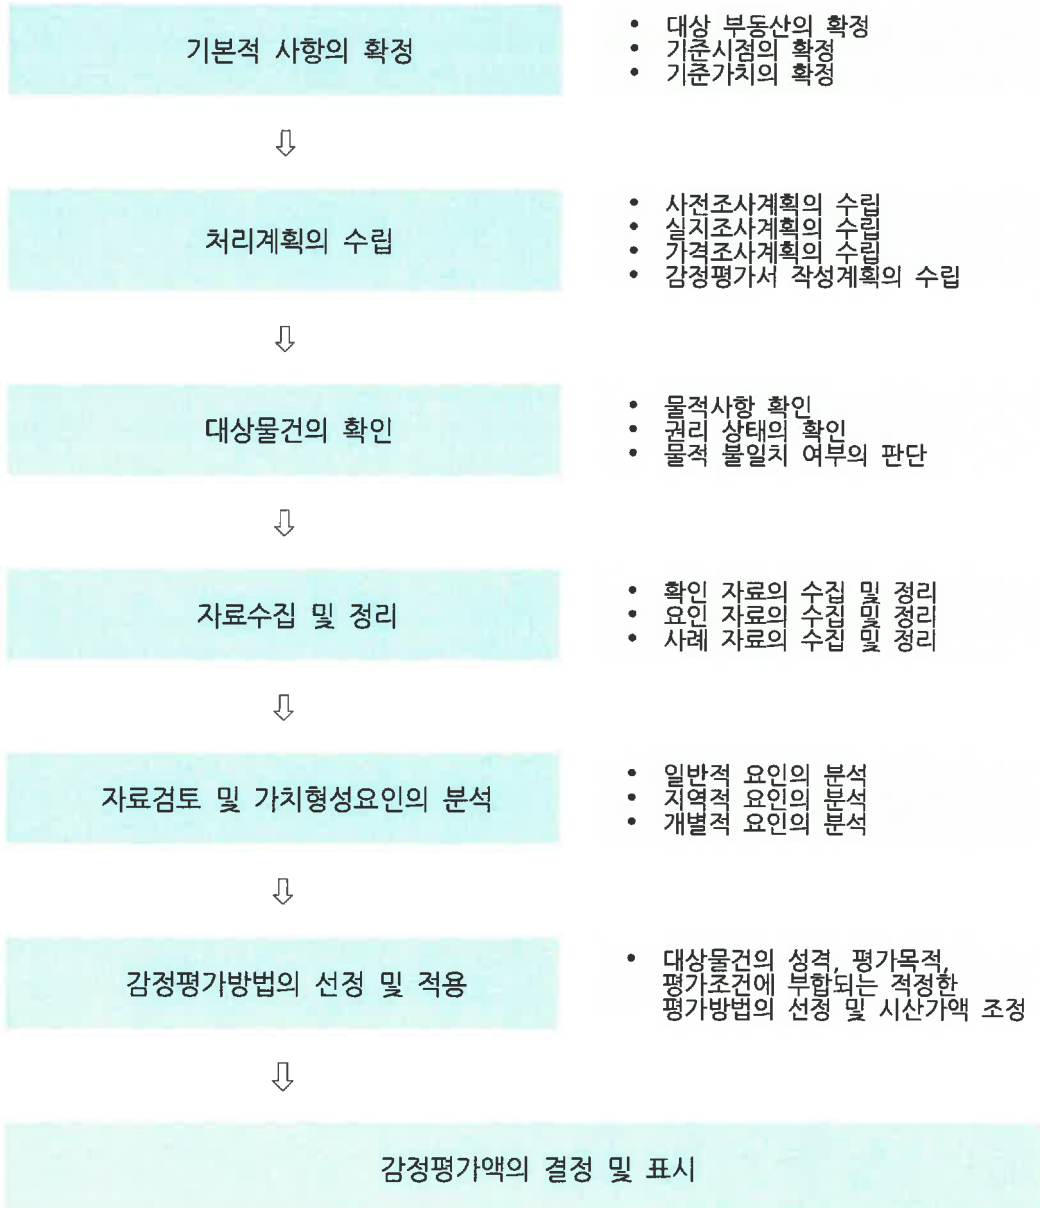 기본적 사항의 확정
• 대상 부동산의 확정
• 기준시점의 확정
• 기준가치의 확정
⇩
처리계획의 수립
• 사전조사계획의 수립
• 실지조사계획의 수립
• 가격조사계획의 수립
• 감정평가서 작성계획의 수립
⇩
대상물건의 확인
• 물적사항 확인
• 권리 상태의 확인
• 물적 불일치 여부의 판단
⇩
자료수집 및 정리
• 확인 자료의 수집 및 정리
• 요인 자료의 수집 및 정리
• 사례 자료의 수집 및 정리
⇩
자료검토 및 가치형성요인의 분석
• 일반적 요인의 분석
• 지역적 요인의 분석
• 개별적 요인의 분석
⇩
감정평가방법의 선정 및 적용
• 대상물건의 성격, 평가목적,
평가조건에 부합되는 적정한
평가방법의 선정 및 시산가액 조정
⇩
감정평가액의 결정 및 표시